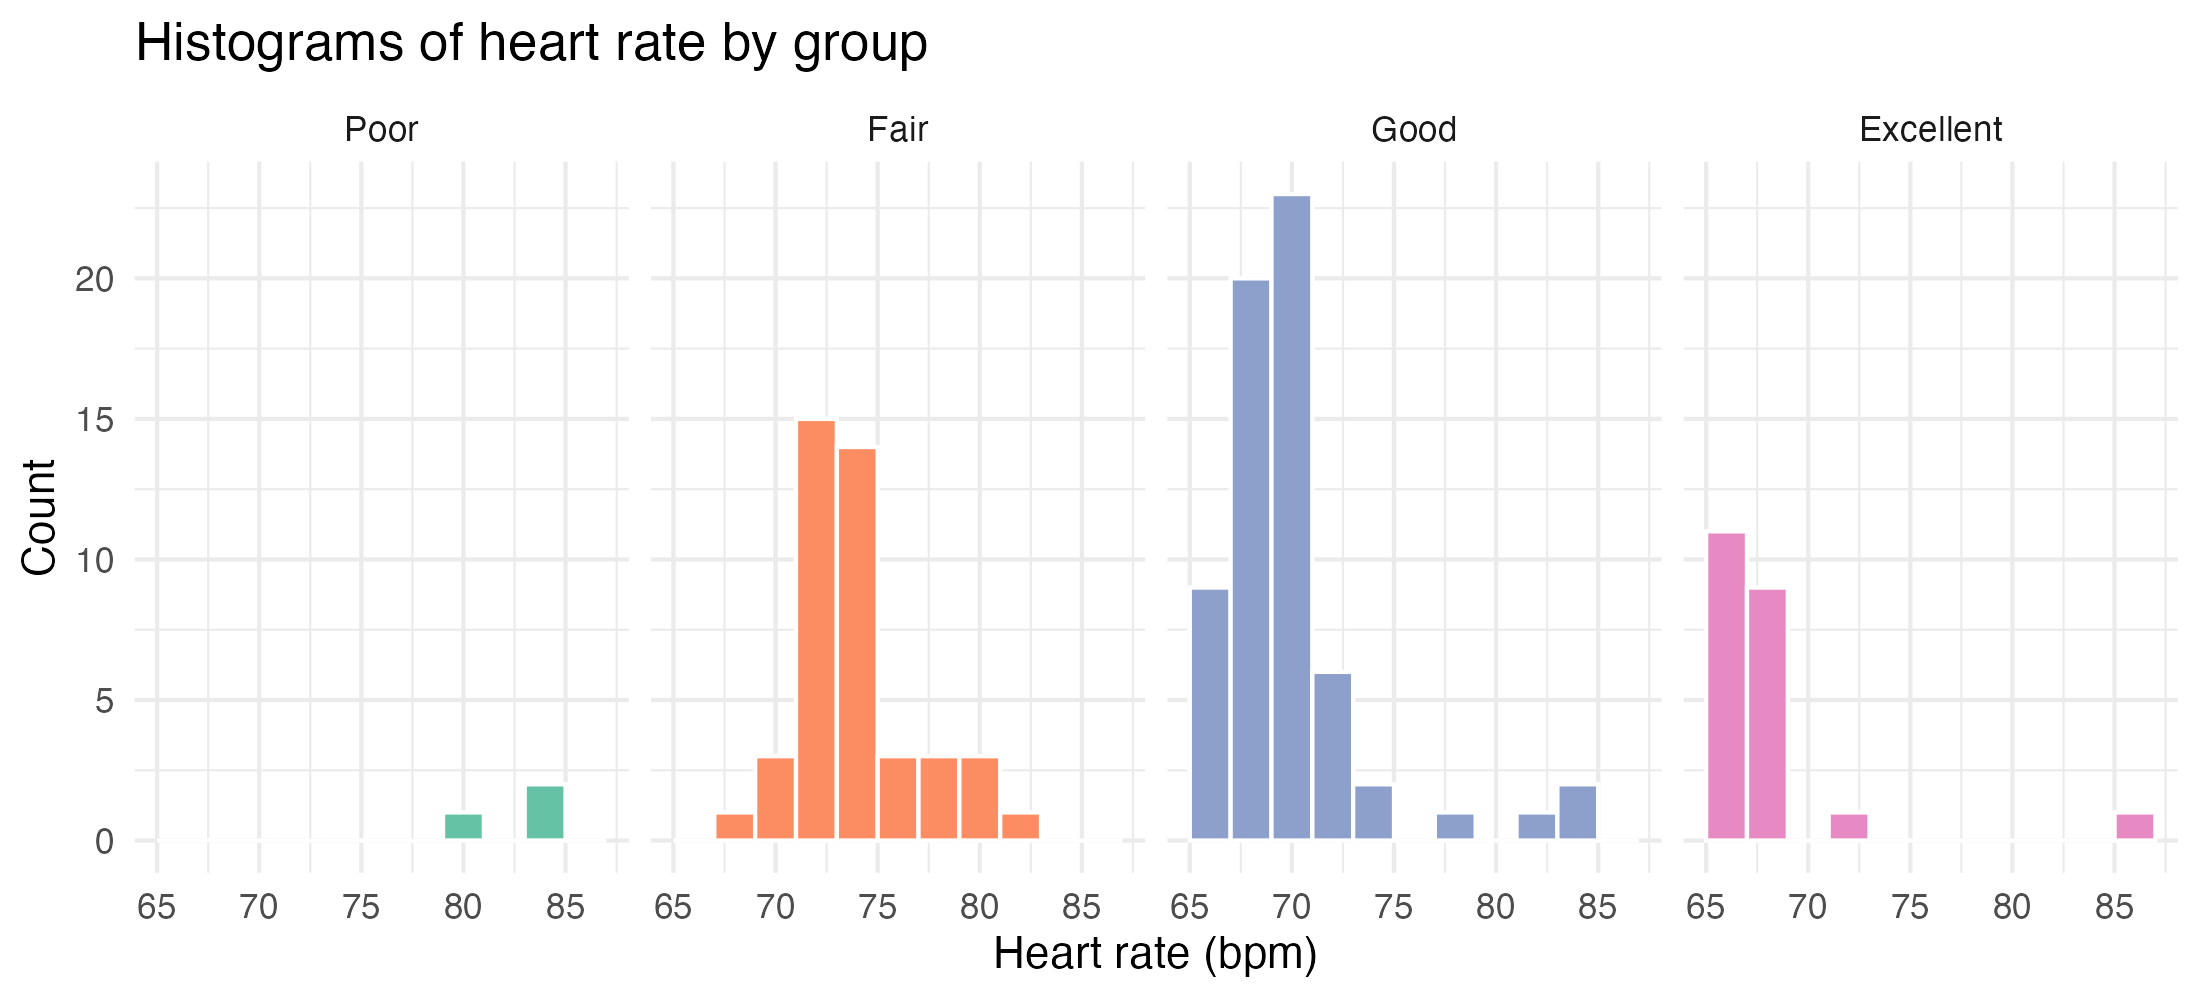 Histograms of heart rate by group
Poor Fair Good Excellent
20
15
10
5
0
Count
65 70 75 80 85 65 70 75 80 85 65 70 75 80 85 65 70 75 80 85
Heart rate (bpm)